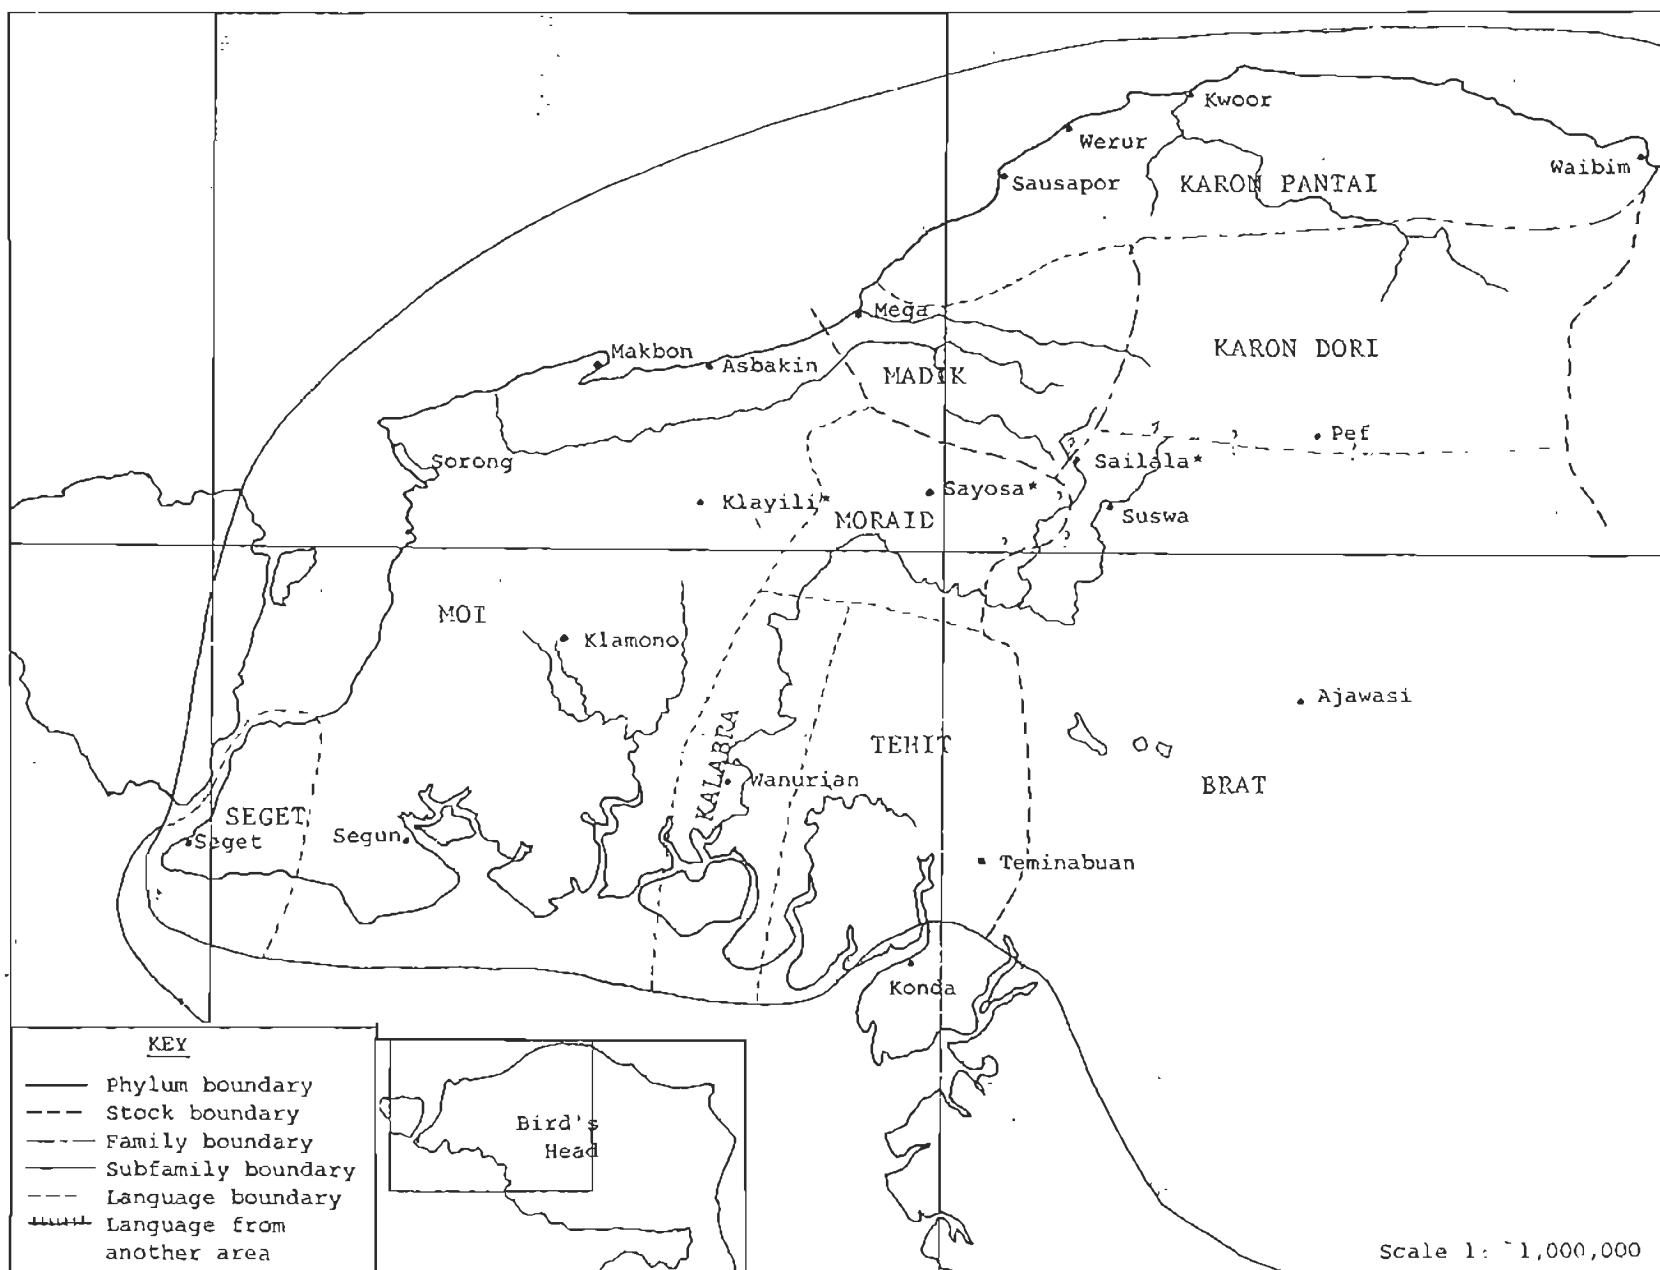 Kwoor
Werur
Waibim
Sausapor
KARON PANTAI
Mega
Makbon
Asbakin
MADIK
KARON DORI
Pef
Sorong
Sailala*
Klayili*
Sayosa*
MORAID
Suswa
MOI
Klamono
Ajawasi
KALABRA
TEHIT
Wanurian
BRAT
SEGET
Seget
Segun
Teminabuan
Konda
KEY
Phylum boundary
Stock boundary
Family boundary
Subfamily boundary
Language boundary
Language from
another area
Bird's
Head
Scale 1: 1,000,000